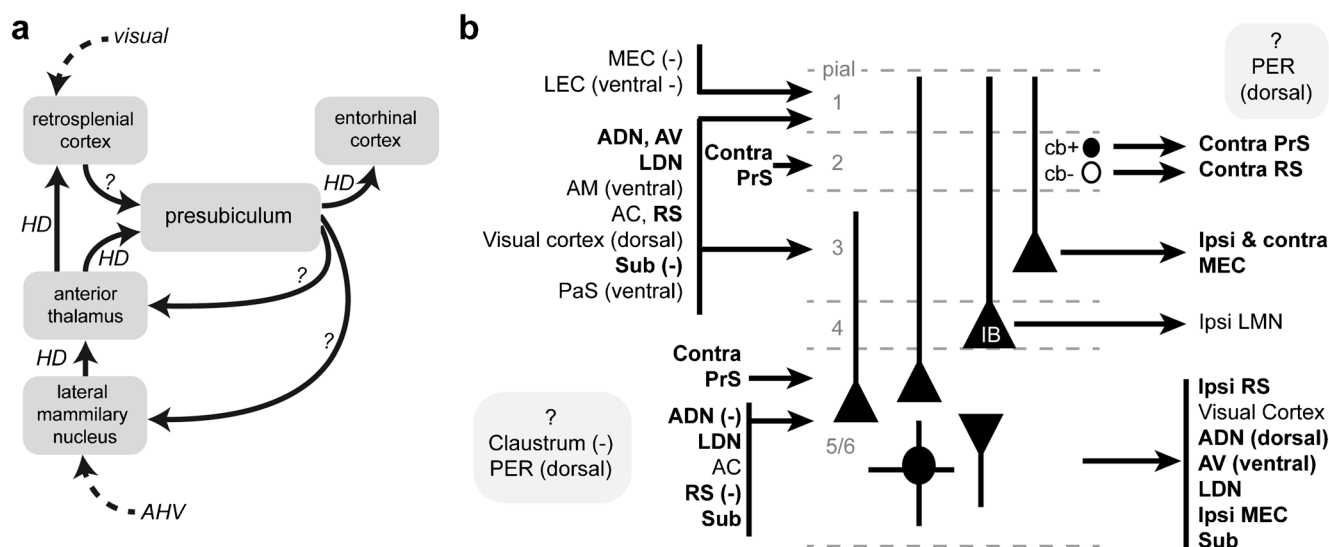 a
visual
retrosplenial
cortex
entorhinal
cortex
?
HD
HD
presubiculum
HD
anterior
thalamus
?
?
HD
lateral
mammilary
nucleus
AHV
b
MEC (-)
LEC (ventral -)
ADN, AV
LDN
AM (ventral)
AC, RS
Visual cortex (dorsal)
Sub (-)
PaS (ventral)
Contra
PrS
Contra
PrS
ADN (-)
LDN
AC
RS (-)
Sub
?
Claustrum (-)
PER (dorsal)
pial
1
2
3
4
5/6
IB
cb+
cb-
?
PER
(dorsal)
Contra PrS
Contra RS
Ipsi & contra
MEC
Ipsi LMN
Ipsi RS
Visual Cortex
ADN (dorsal)
AV (ventral)
LDN
Ipsi MEC
Sub